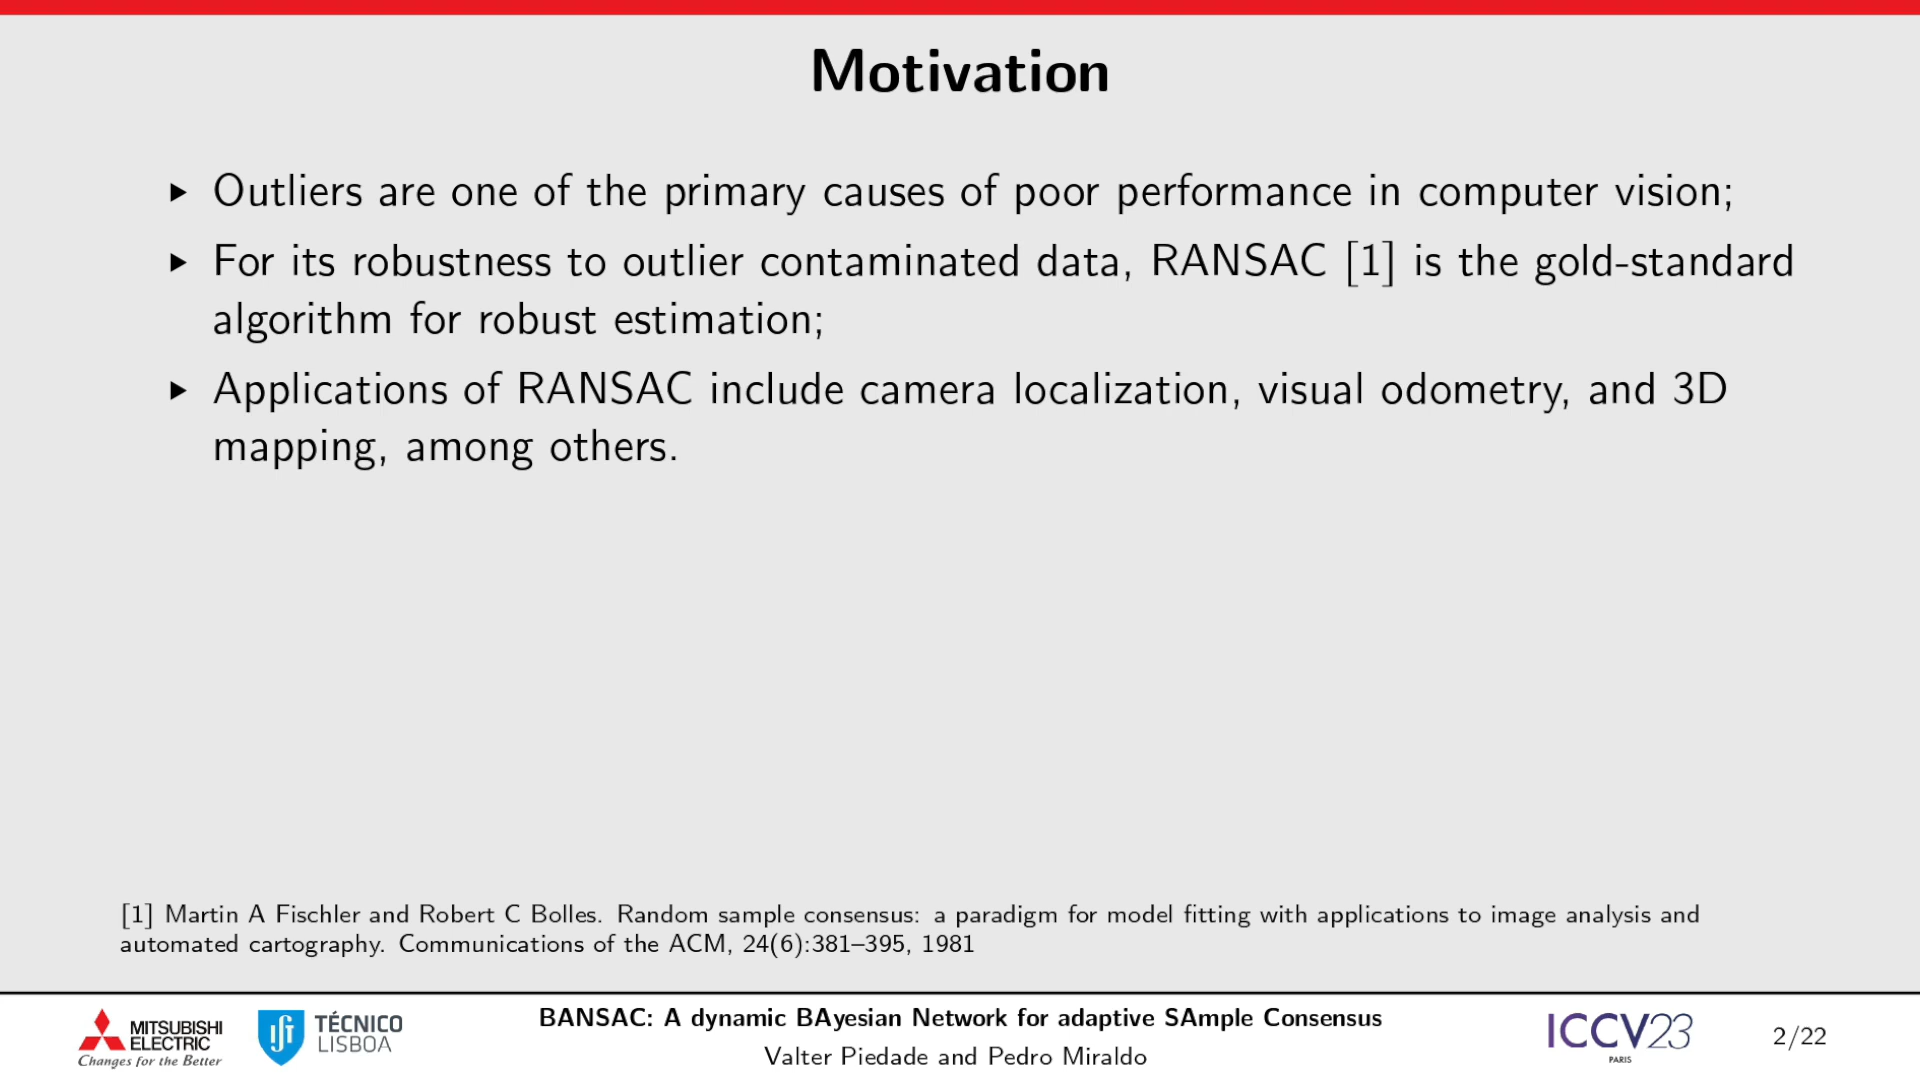 Motivation
▸ Outliers are one of the primary causes of poor performance in computer vision;
▸ For its robustness to outlier contaminated data, RANSAC [1] is the gold-standard
algorithm for robust estimation;
▸ Applications of RANSAC include camera localization, visual odometry, and 3D
mapping, among others.
[1] Martin A Fischler and Robert C Bolles. Random sample consensus: a paradigm for model fitting with applications to image analysis and
automated cartography. Communications of the ACM, 24(6):381–395, 1981
MITSUBISHI
ELECTRIC
Changes for the Better
TÉCNICO
LISBOA
BANSAC: A dynamic BAyesian Network for adaptive SAmple Consensus
Valter Piedade and Pedro Miraldo
ICCV23
PARIS
2/22